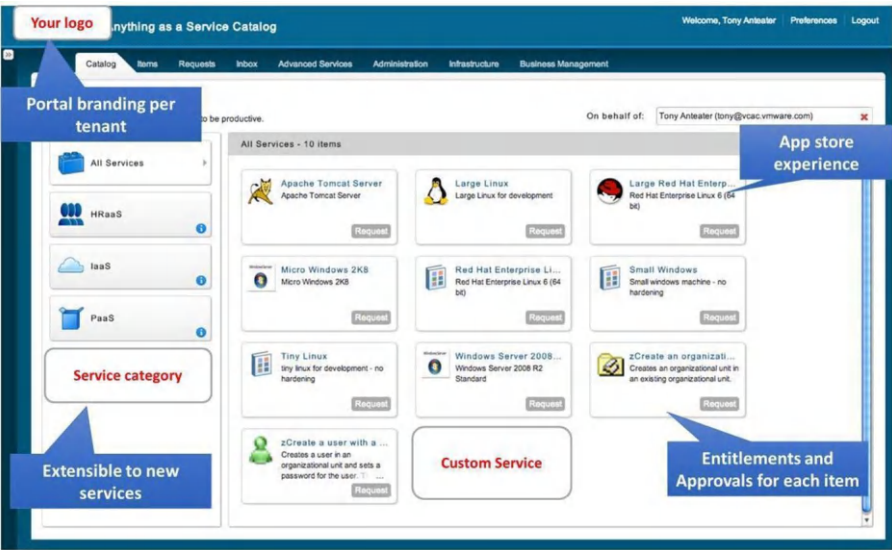 Your logo
nything as a Service Catalog
Welcome, Tony Anteater Preferences Logout
Catalog Items Requests Inbox Advanced Services Administration Infrastructure Business Management
Portal branding per
tenant
to be productive.
On behalf of: Tony Anteater (tony@vcac.vmware.com)
App store
experience
All Services - 10 items
All Services
HRaaS
IaaS
PaaS
Service category
Extensible to new
services
Apache Tomcat Server
Apache Tomcat Server
Request
Large Linux
Large Linux for development
Request
Large Red Hat Enterp...
Red Hat Enterprise Linux 6 (64
bit)
Request
Micro Windows 2K8
Micro Windows 2K8
Request
Red Hat Enterprise Li...
Red Hat Enterprise Linux 6 (64
bit)
Request
Small Windows
Small windows machine - no
hardening
Request
Tiny Linux
tiny linux for development - no
hardening
Request
Windows Server 2008...
Windows Server 2008 R2
Standard
Request
zCreate an organizati...
Creates an organizational unit in
an existing organizational unit.
Request
zCreate a user with a ...
Creates a user in an
organizational unit and sets a
password for the user. ...
Request
Custom Service
Entitlements and
Approvals for each item